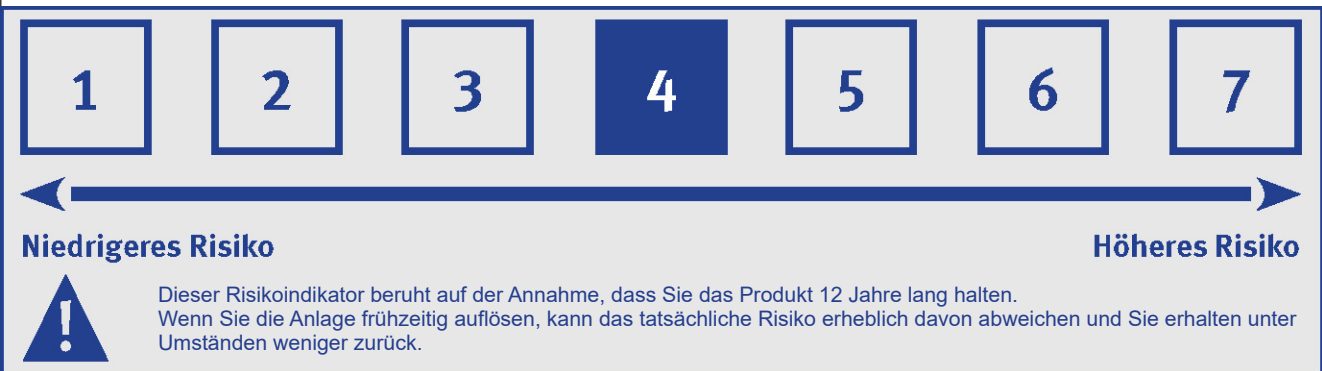 1 2 3 4 5 6 7
Niedrigeres Risiko Höheres Risiko
!
Dieser Risikoindikator beruht auf der Annahme, dass Sie das Produkt 12 Jahre lang halten.
Wenn Sie die Anlage frühzeitig auflösen, kann das tatsächliche Risiko erheblich davon abweichen und Sie erhalten unter
Umständen weniger zurück.